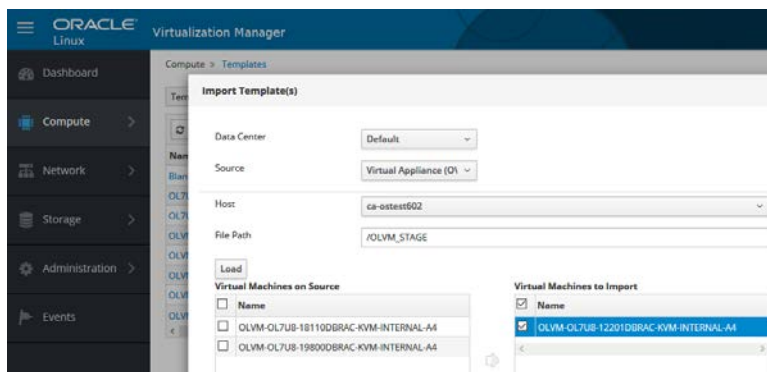 ORACLE
Linux
Virtualization Manager
Dashboard
Compute
Network
Storage
Administration
Events
Compute > Templates
Import Template(s)
Data Center
Default
Source
Virtual Appliance (OV
Host
ca-ostest602
File Path
/OLVM_STAGE
Load
Virtual Machines on Source
Name
OLVM-OL7U8-18110DBRAC-KVM-INTERNAL-A4
OLVM-OL7U8-19800DBRAC-KVM-INTERNAL-A4
Virtual Machines to Import
Name
OLVM-OL7U8-12201DBRAC-KVM-INTERNAL-A4